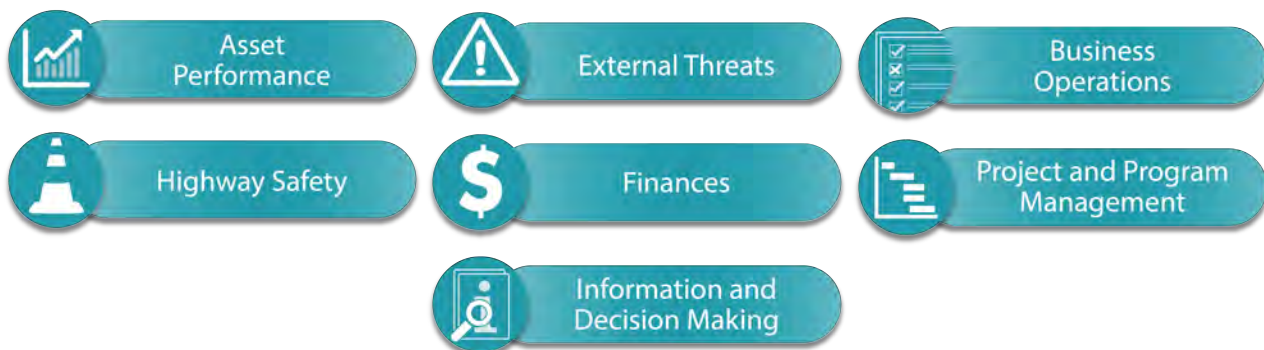 Asset
Performance
External Threats
Business
Operations
Highway Safety
$
Finances
Project and Program
Management
Information and
Decision Making